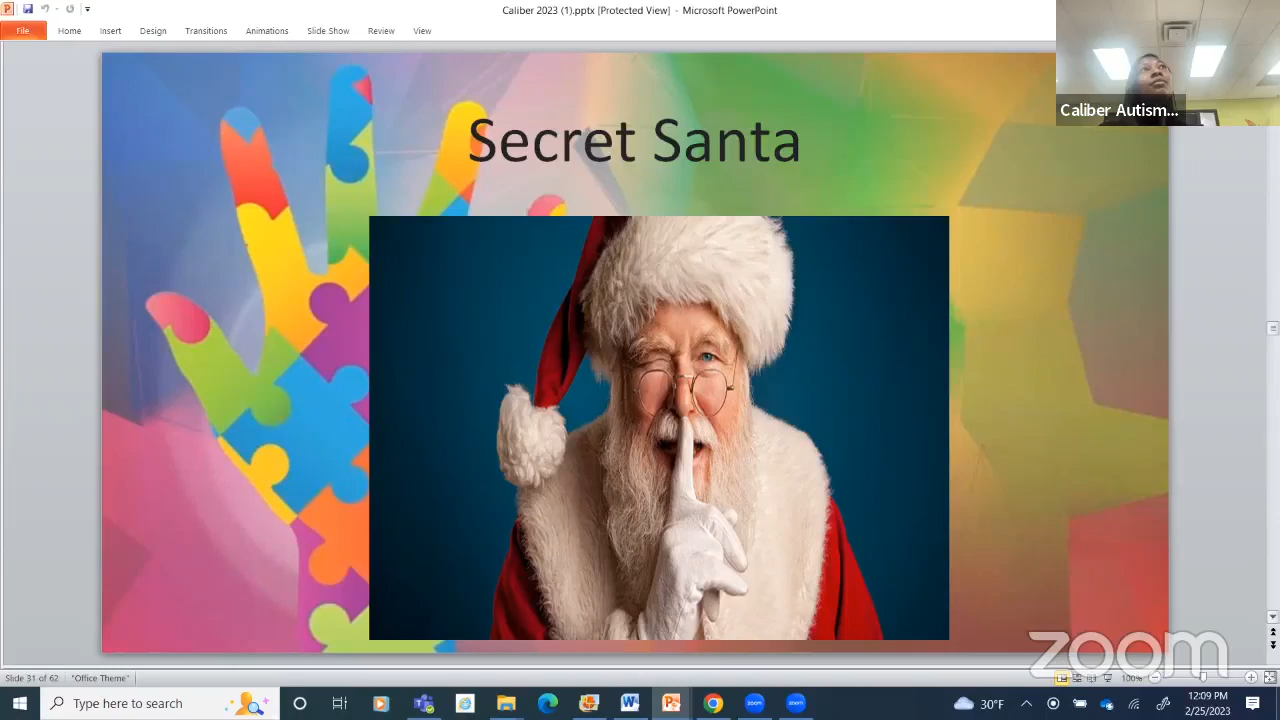 Caliber 2023 (1).pptx [Protected View] - Microsoft PowerPoint
File Home Insert Design Transitions Animations Slide Show Review View
Caliber Autism...
Secret Santa
zoom
Slide 31 of 62 "Office Theme" 100%
Type here to search
30°F
12:09 PM
2/25/2023